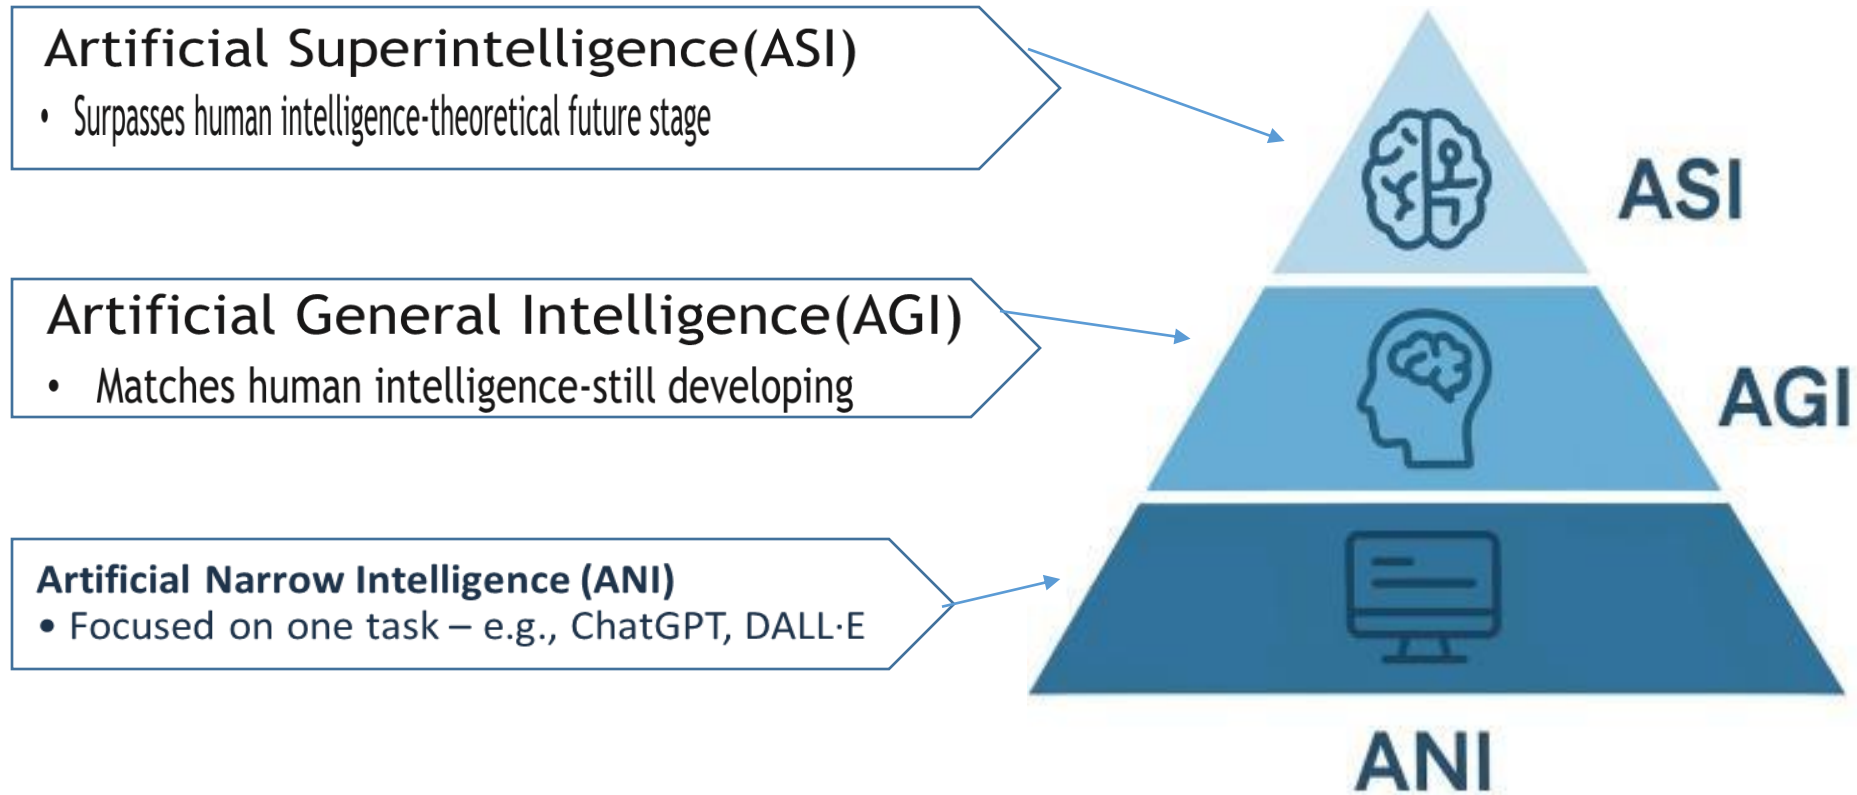 Artificial Superintelligence(ASI)
• Surpasses human intelligence-theoretical future stage
ASI
Artificial General Intelligence(AGI)
• Matches human intelligence-still developing
AGI
Artificial Narrow Intelligence (ANI)
• Focused on one task – e.g., ChatGPT, DALL·E
ANI